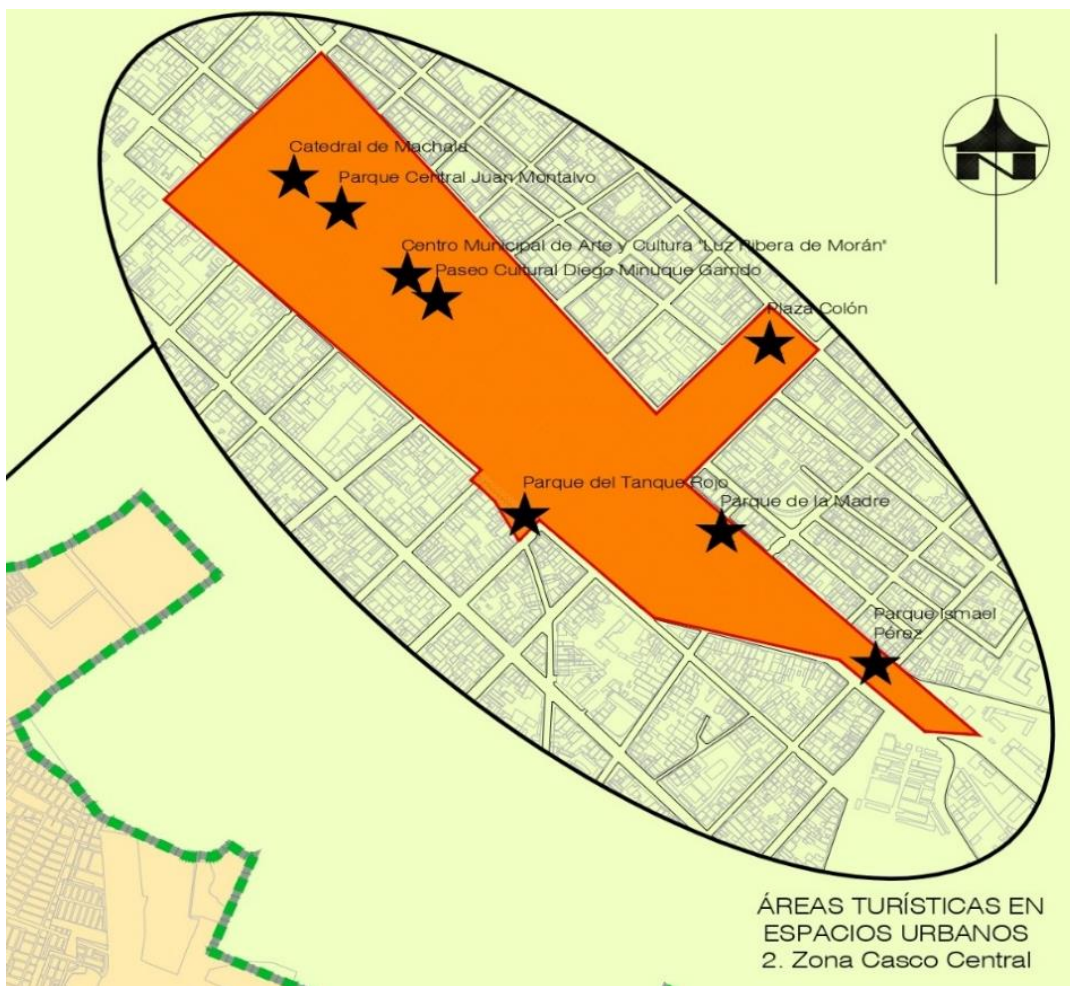 Catedral de Machala
Parque Central Juan Montalvo
Centro Municipal de Arte y Cultura "Luz Ribera de Morán"
Paseo Cultural Diego Minuque Garrido
Plaza Colón
Parque del Tanque Rojo
Parque de la Madre
Parque Ismael
Pérez
ÁREAS TURÍSTICAS EN
ESPACIOS URBANOS
2. Zona Casco Central